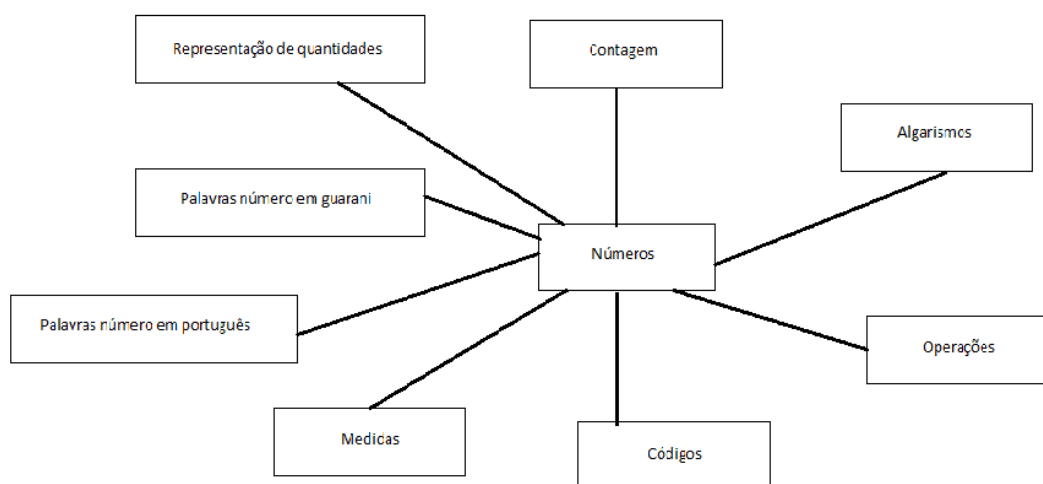 Representação de quantidades
Contagem
Algarismos
Palavras número em guarani
Números
Palavras número em português
Operações
Medidas
Códigos